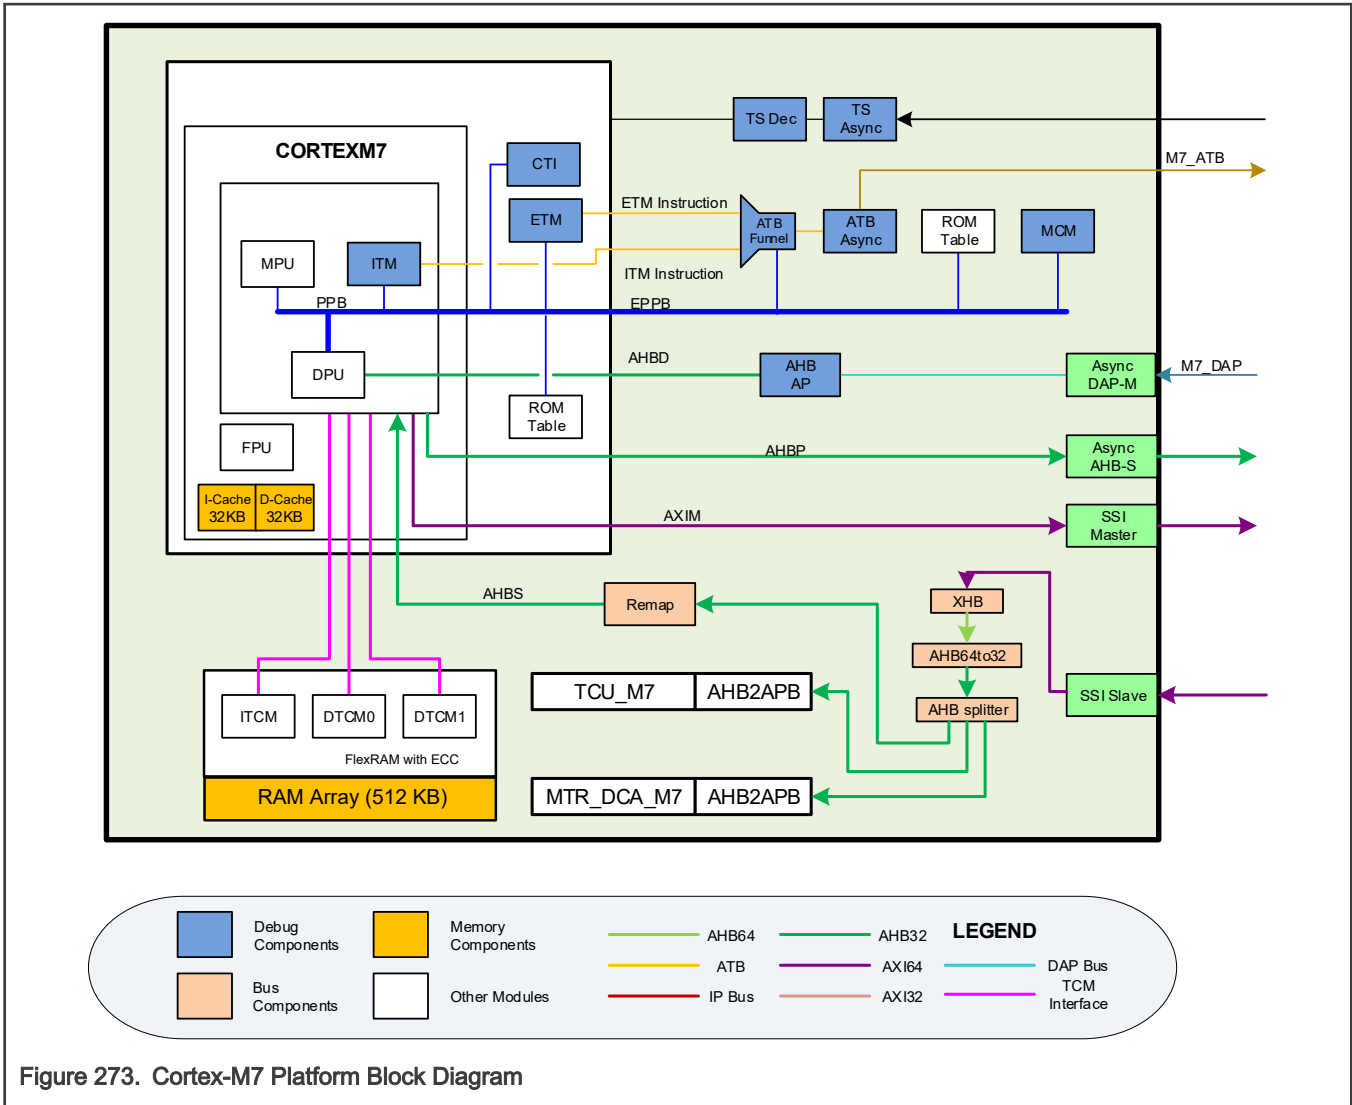 TS Dec
TS
Async
M7_ATB
CORTEXM7
CTI
ETM
ETM Instruction
ATB
Funnel
ATB
Async
ROM
Table
MCM
MPU
ITM
ITM Instruction
PPB
EPPB
DPU
AHBD
AHB
AP
Async
DAP-M
M7_DAP
ROM
Table
FPU
AHBP
Async
AHB-S
I-Cache
32KB
D-Cache
32KB
AXIM
SSI
Master
AHBS
Remap
XHB
AHB64to32
AHB splitter
SSI Slave
TCU_M7
AHB2APB
ITCM
DTCM0
DTCM1
FlexRAM with ECC
RAM Array (512 KB)
MTR_DCA_M7
AHB2APB
LEGEND
Debug
Components
Memory
Components
Bus
Components
Other Modules
AHB64
AHB32
ATB
AXI64
DAP Bus
IP Bus
AXI32
TCM
Interface
Figure 273. Cortex-M7 Platform Block Diagram